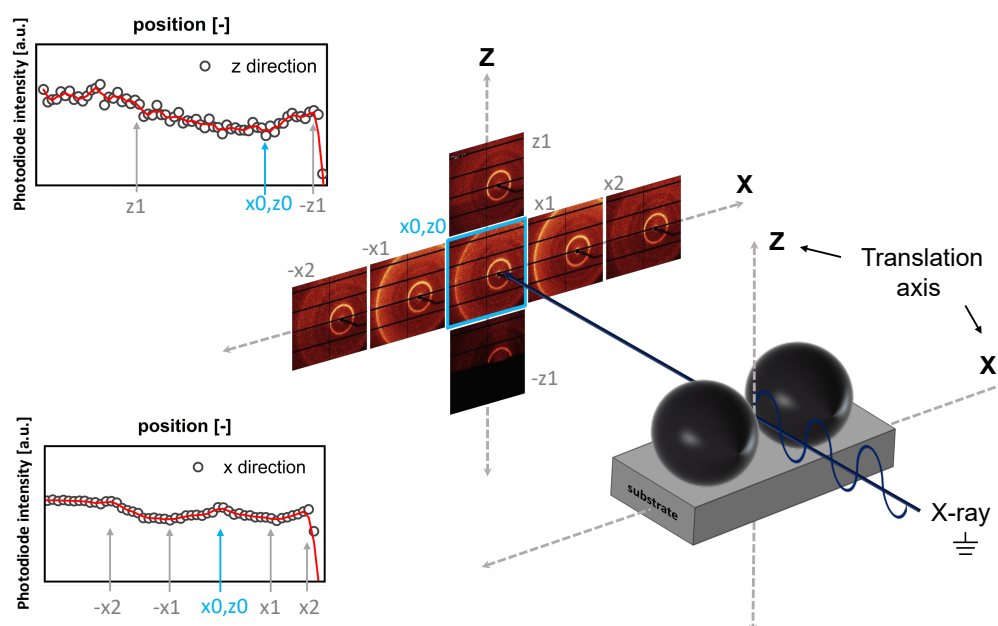 position [-]
Photodiode intensity [a.u.]
z direction
z1
x0,z0
-z1
Z
z1
X
x2
x1
x0,z0
-x1
-x2
-z1
Z
Translation
axis
X
substrate
X-ray
position [-]
Photodiode intensity [a.u.]
x direction
-x2
-x1
x0,z0
x1
x2